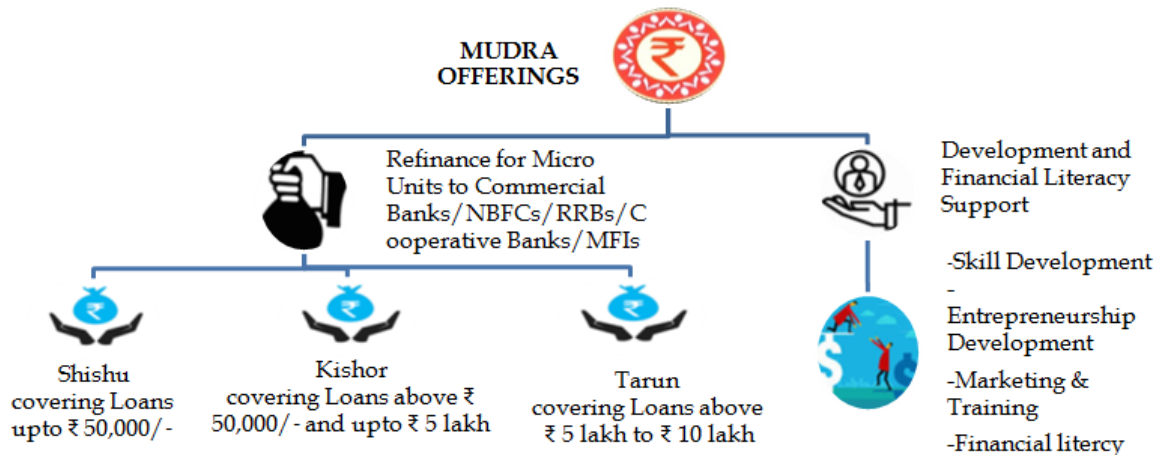 MUDRA
OFFERINGS
₹
Refinance for Micro
Units to Commercial
Banks/NBFCs/RRBs/C
ooperative Banks/MFIs
Development and
Financial Literacy
Support
₹
Shishu
covering Loans
upto ₹ 50,000/-
₹
Kishor
covering Loans above ₹
50,000/- and upto ₹ 5 lakh
₹
Tarun
covering Loans above
₹ 5 lakh to ₹ 10 lakh
$
$
-Skill Development
-
Entrepreneurship
Development
-Marketing &
Training
-Financial litercy